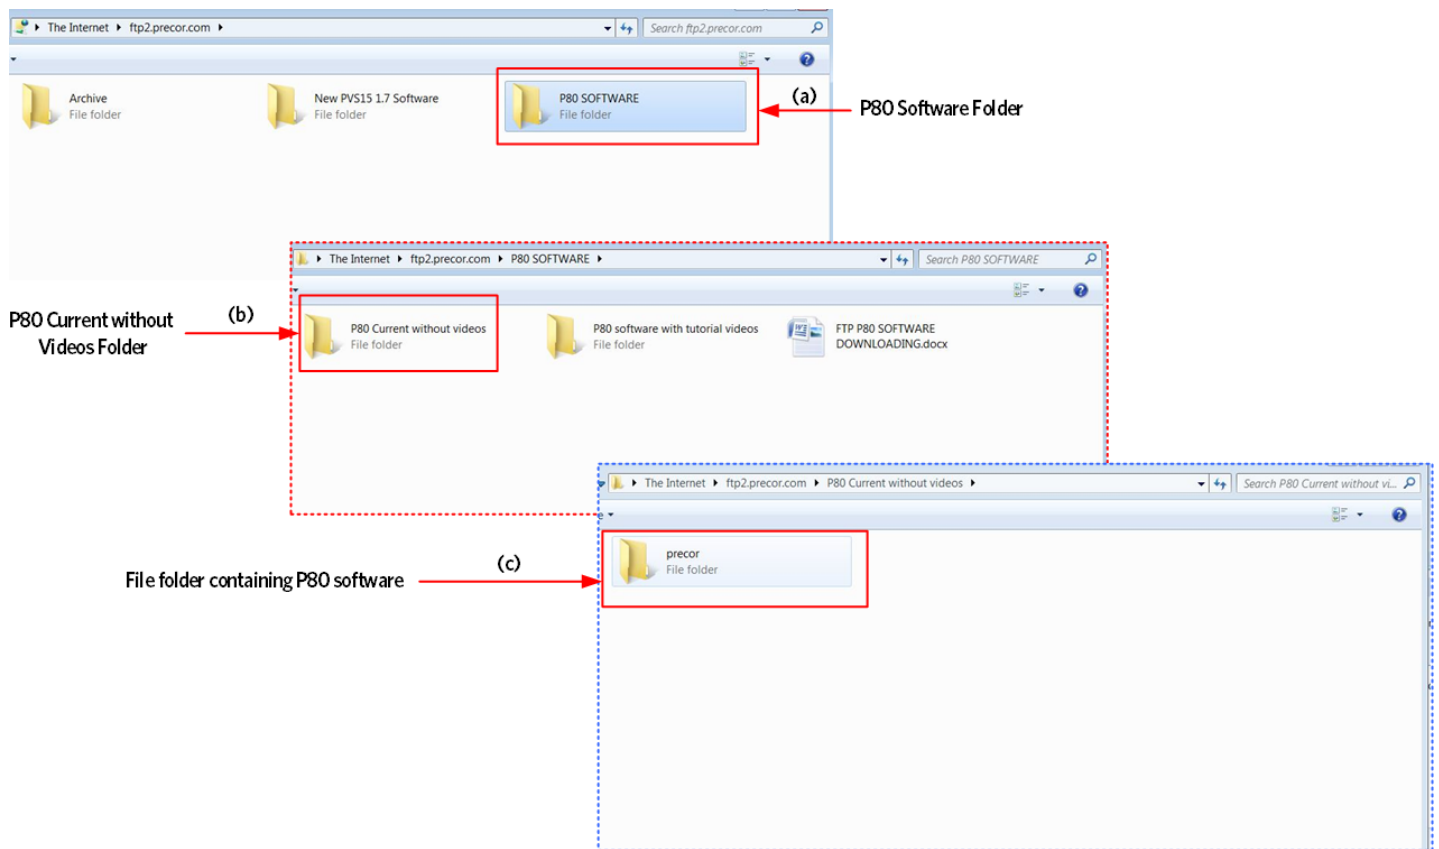 The Internet ftp2.precor.com
Search ftp2.precor.com
Archive
File folder
New PVS15 1.7 Software
File folder
P80 SOFTWARE
File folder
(a)
P80 Software Folder
The Internet ftp2.precor.com P80 SOFTWARE
Search P80 SOFTWARE
P80 Current without
Videos Folder
(b)
P80 Current without videos
File folder
P80 software with tutorial videos
File folder
FTP P80 SOFTWARE
DOWNLOADING.docx
The Internet ftp2.precor.com P80 Current without videos
Search P80 Current without vi...
e
precor
File folder
(c)
File folder containing P80 software